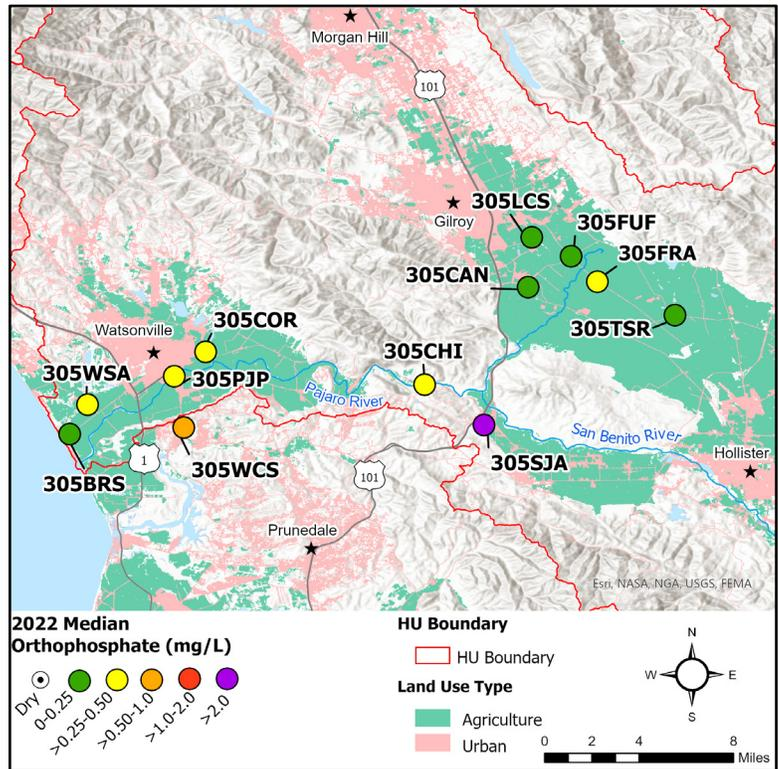 Morgan Hill
101
305LCS
Gilroy
305FUF
305FRA
305CAN
305TSR
305COR
Watsonville
305CHI
305WSA
305PJP
Pajaro River
San Benito River
305WCS
305SJA
305BRS
1
101
Hollister
Prunedale
Esri, NASA, NGA, USGS, FEMA
2022 Median
Orthophosphate (mg/L)
Dry
0-0.25
>0.25-0.50
>0.50-1.0
>1.0-2.0
>2.0
HU Boundary
HU Boundary
Land Use Type
Agriculture
Urban
N
W
E
S
0 2 4 8
Miles